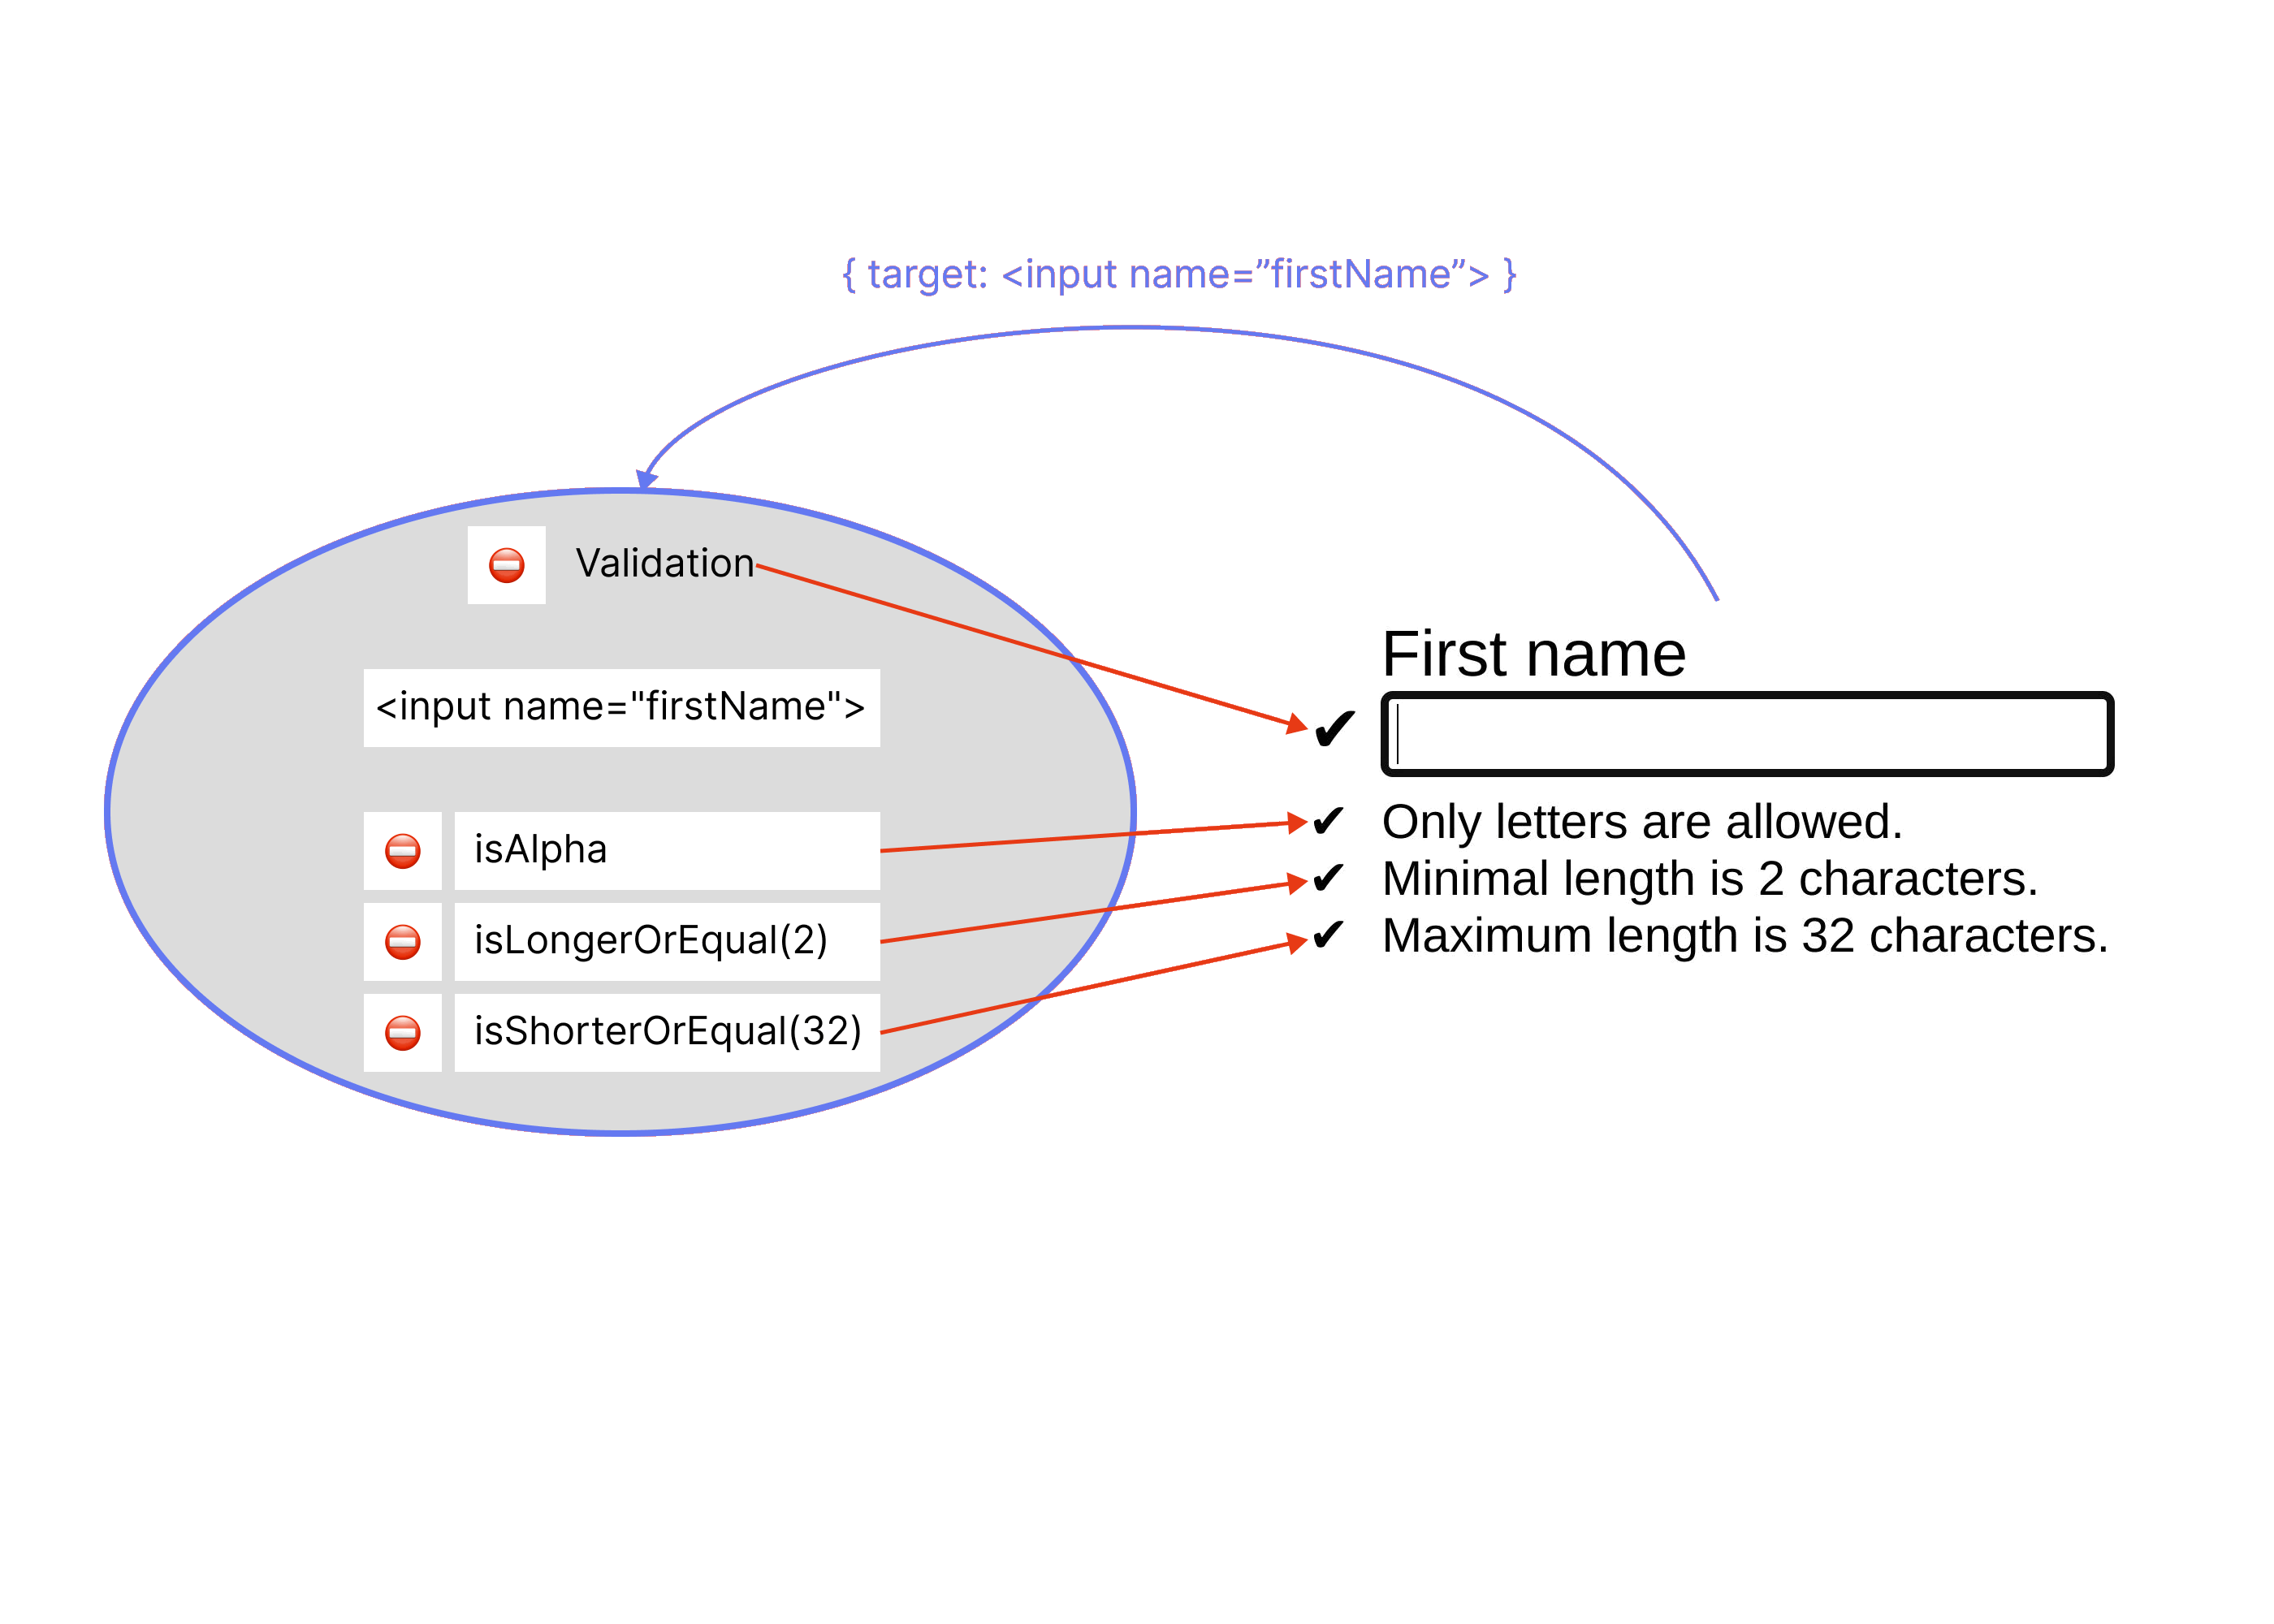 { target: <input name=”firstName”> }
Validation
<input name="firstName">
isAlpha
isLongerOrEqual(2)
isShorterOrEqual(32)
First name
✔
✔ Only letters are allowed.
✔ Minimal length is 2 characters.
✔ Maximum length is 32 characters.